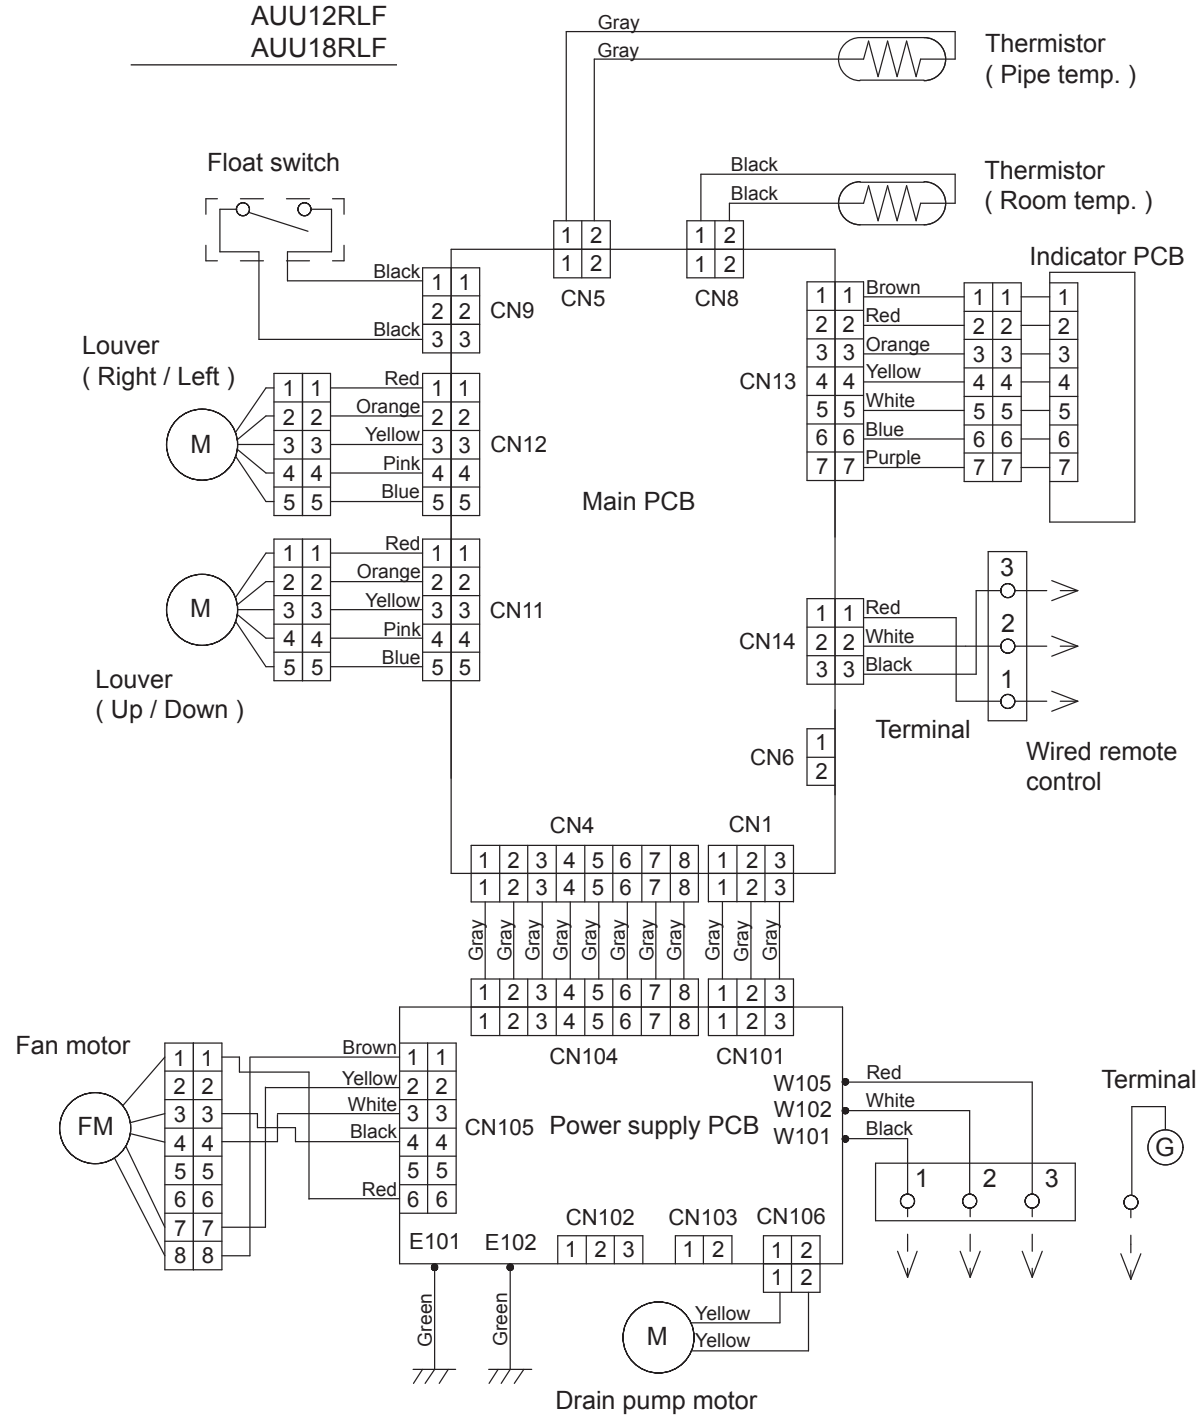 AUU12RLF
AUU18RLF
Gray
Gray
Thermistor
( Pipe temp. )
Float switch
Black
Black
Thermistor
( Room temp. )
1 2
1 2
CN5
1 2
1 2
CN8
Indicator PCB
Black
Black
1 1
2 2
3 3
CN9
Louver
( Right / Left )
M
1 1
2 2
3 3
4 4
5 5
Red
Orange
Yellow
Pink
Blue
1 1
2 2
3 3
4 4
5 5
CN12
CN13
1 1
2 2
3 3
4 4
5 5
6 6
7 7
Brown
Red
Orange
Yellow
White
Blue
Purple
1 1
2 2
3 3
4 4
5 5
6 6
7 7
1
2
3
4
5
6
7
Main PCB
M
1 1
2 2
3 3
4 4
5 5
Red
Orange
Yellow
Pink
Blue
1 1
2 2
3 3
4 4
5 5
CN11
Louver
( Up / Down )
CN14
1 1
2 2
3 3
Red
White
Black
3
2
1
Terminal
Wired remote
control
CN6
1
2
CN4
CN1
1 2 3 4 5 6 7 8
1 2 3 4 5 6 7 8
1 2 3
1 2 3
Gray Gray Gray Gray Gray Gray Gray Gray
Gray Gray Gray
1 2 3 4 5 6 7 8
1 2 3 4 5 6 7 8
1 2 3
1 2 3
CN104
CN101
Fan motor
FM
1 1
2 2
3 3
4 4
5 5
6 6
7 7
8 8
Brown
Yellow
White
Black
Red
1 1
2 2
3 3
4 4
5 5
6 6
CN105
Power supply PCB
W105
W102
W101
Red
White
Black
1 2 3
Terminal
G
E101
E102
CN102
1 2 3
CN103
1 2
CN106
1 2
1 2
Green
Green
M
Yellow
Yellow
Drain pump motor